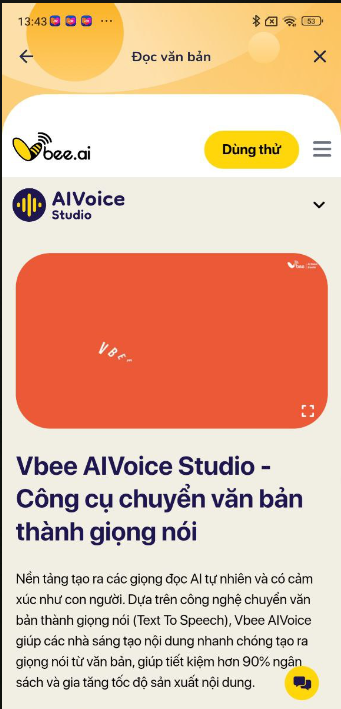 13:43
53
Đọc văn bản
Vbee.ai
Dùng thử
AIVoice
Studio
VBEE
Vbee AIVoice Studio -
Công cụ chuyển văn bản
thành giọng nói
Nền tảng tạo ra các giọng đọc AI tự nhiên và có cảm
xúc như con người. Dựa trên công nghệ chuyển văn
bản thành giọng nói (Text To Speech), Vbee AIVoice
giúp các nhà sáng tạo nội dung nhanh chóng tạo ra
giọng nói từ văn bản, giúp tiết kiệm hơn 90% ngân
sách và gia tăng tốc độ sản xuất nội dung.